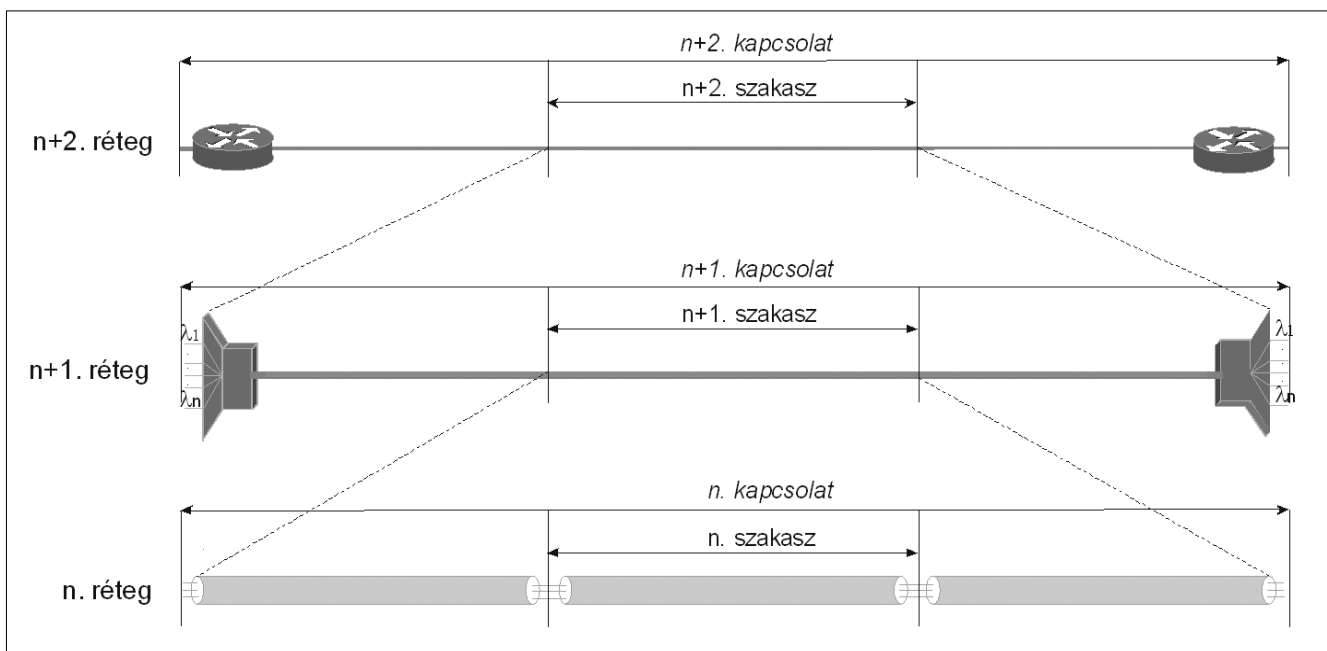 n+2. kapcsolat
n+2. szakasz
n+2. réteg
n+1. kapcsolat
n+1. szakasz
λ1
λ1
n+1. réteg
λn
λn
n. kapcsolat
n. szakasz
n. réteg